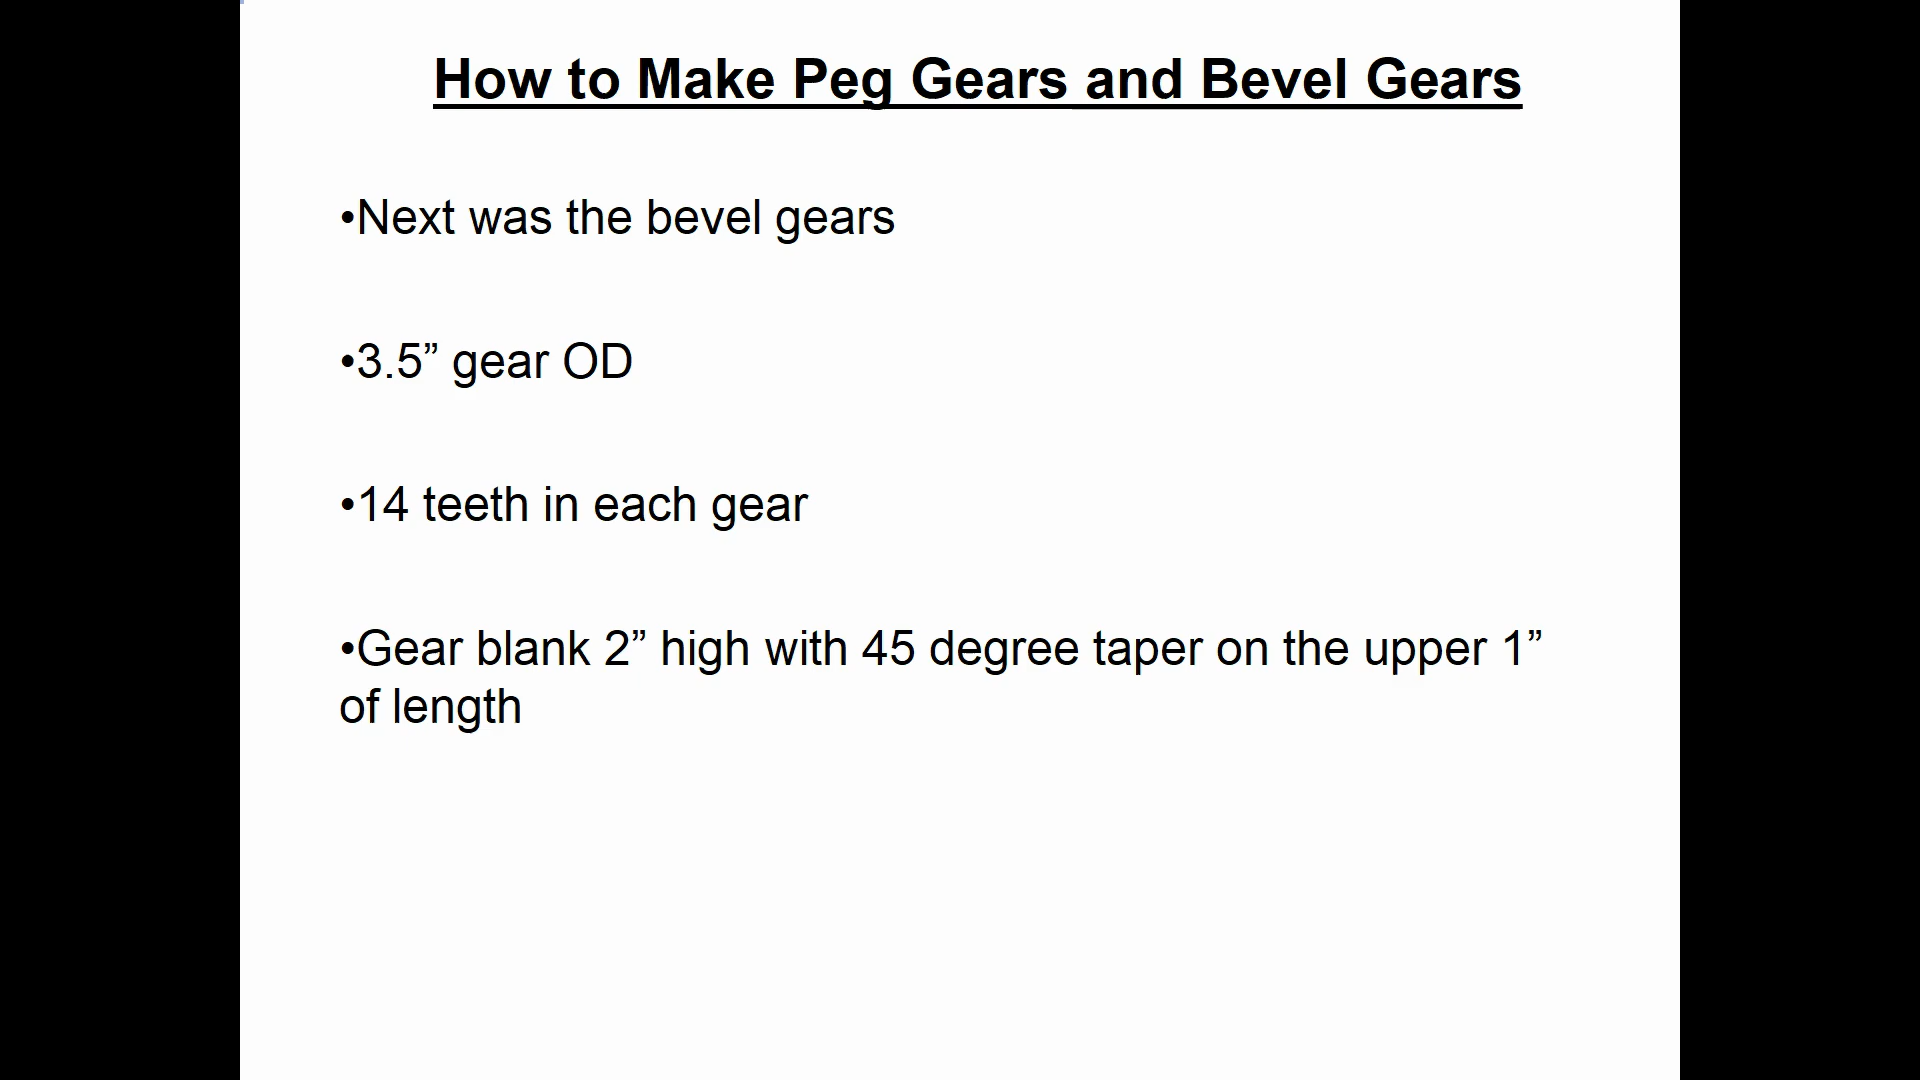 How to Make Peg Gears and Bevel Gears
•Next was the bevel gears
•3.5” gear OD
•14 teeth in each gear
•Gear blank 2” high with 45 degree taper on the upper 1”
of length